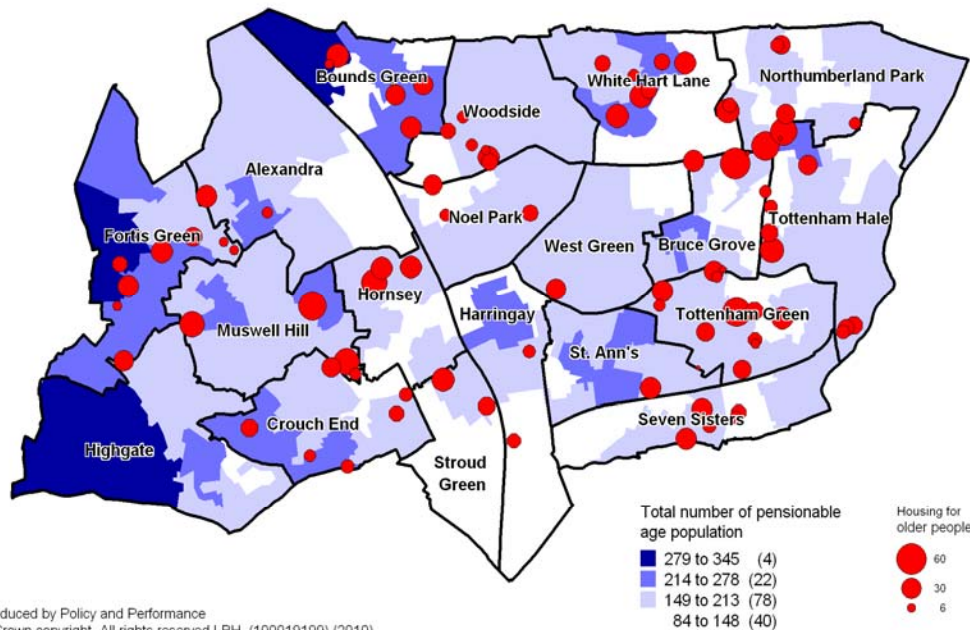 Bounds Green
White Hart Lane
Northumberland Park
Woodside
Alexandra
Noel Park
Tottenham Hale
Fortis Green
West Green
Bruce Grove
Hornsey
Harringay
Tottenham Green
Muswell Hill
St. Ann's
Crouch End
Seven Sisters
Highgate
Stroud
Green
Total number of pensionable
age population
279 to 345 (4)
214 to 278 (22)
149 to 213 (78)
84 to 148 (40)
Housing for
older people
60
30
6
duced by Policy and Performance